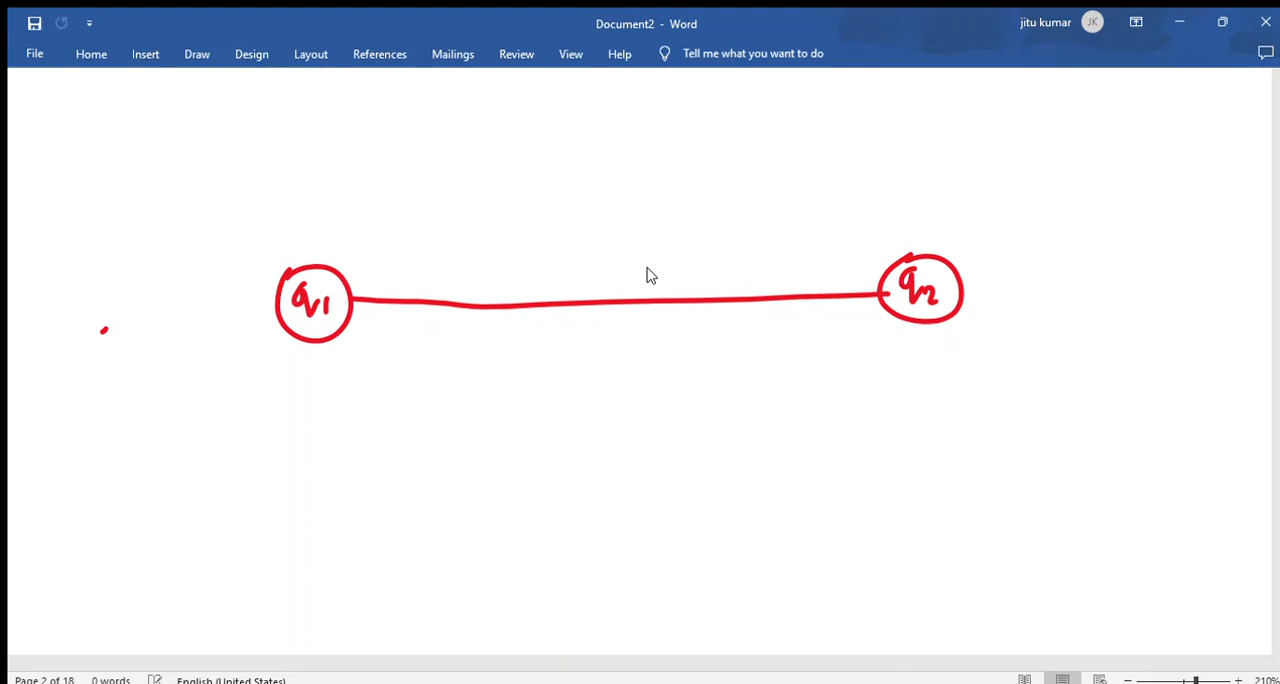 Document2 - Word
jitu kumar
JK
File Home Insert Draw Design Layout References Mailings Review View Help Tell me what you want to do
q1
q2
Page 2 of 18 0 words English (United States) 210%